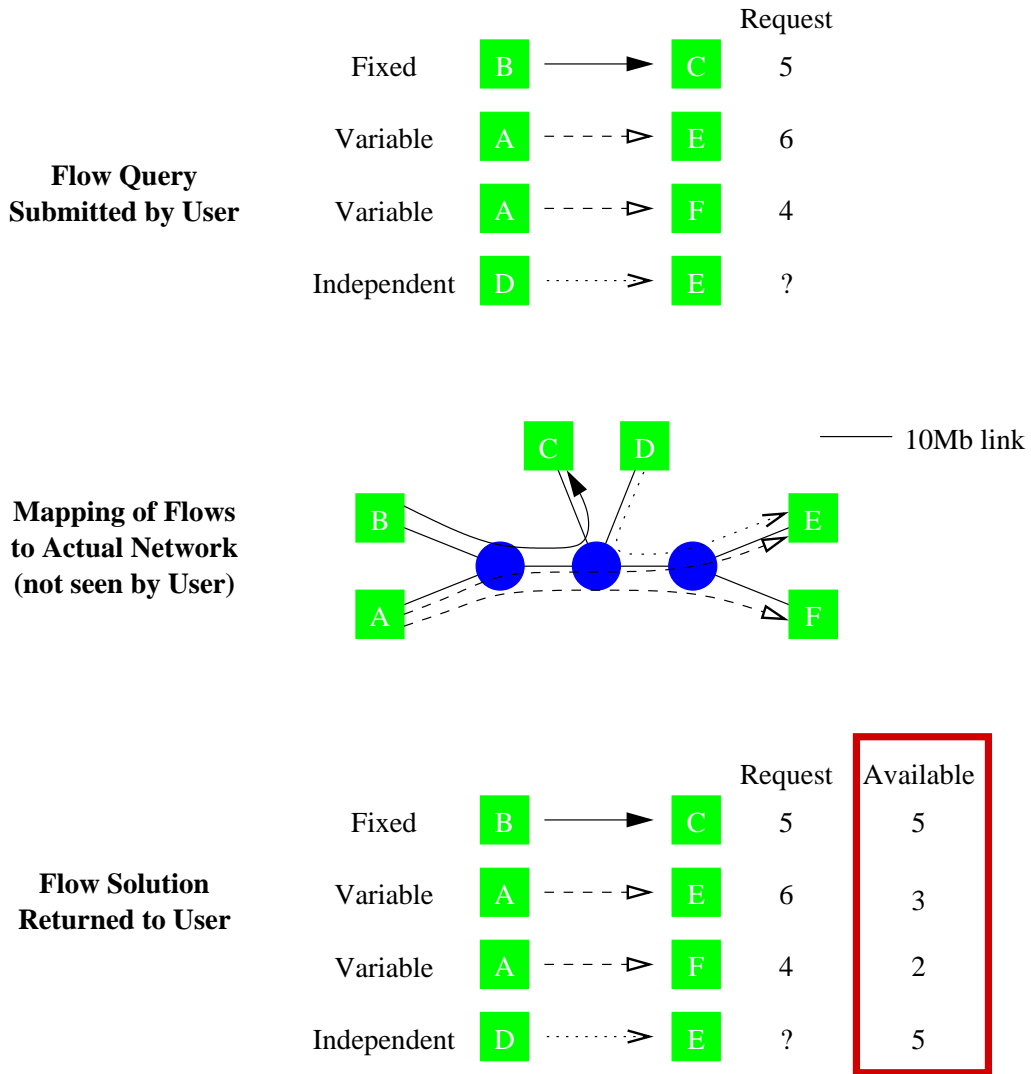 Request
Fixed B C 5
Variable A E 6
Flow Query
Submitted by User
Variable A F 4
Independent D E ?
C D 10Mb link
Mapping of Flows
to Actual Network
(not seen by User)
B E
A F
Request Available
Fixed B C 5 5
Variable A E 6 3
Flow Solution
Returned to User
Variable A F 4 2
Independent D E ? 5